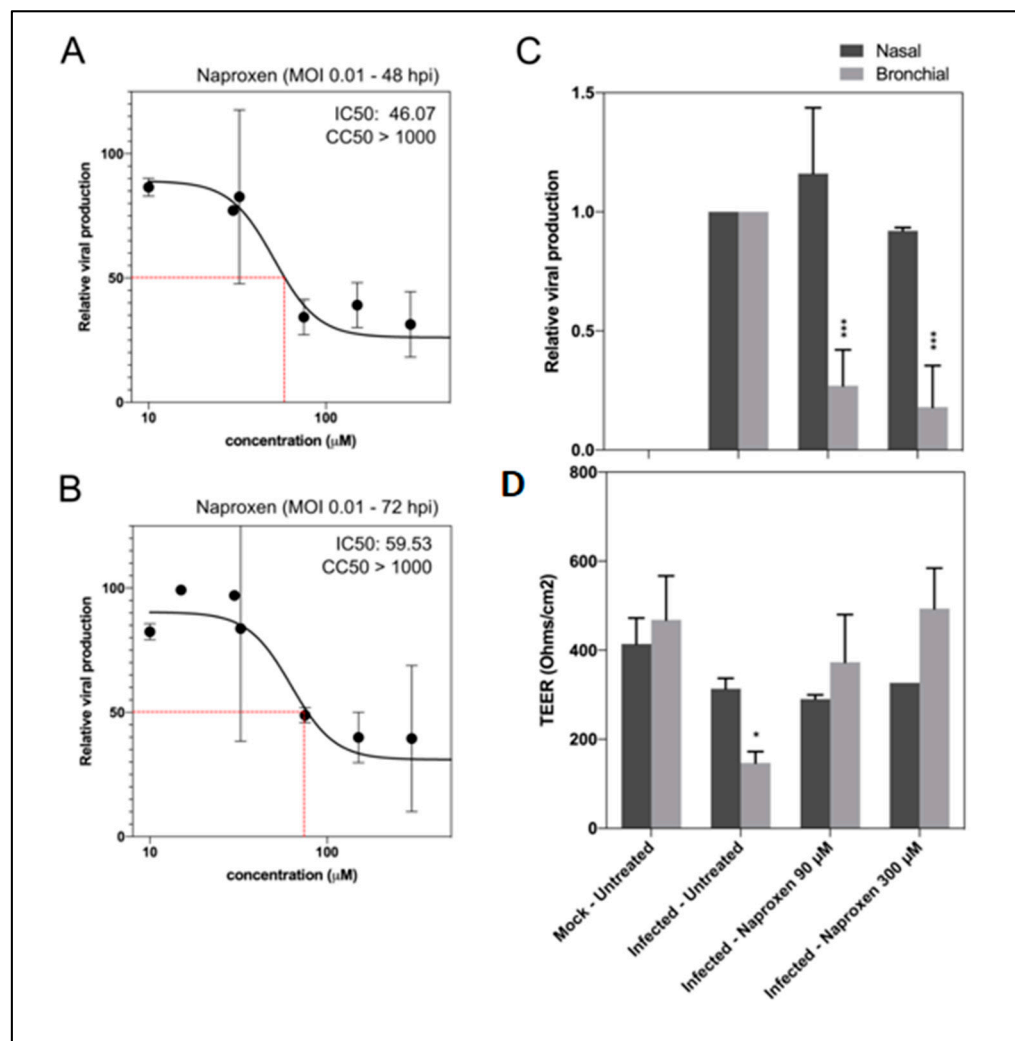 A
Naproxen (MOI 0.01 - 48 hpi)
IC50: 46.07
CC50 > 1000
Relative viral production
100
50
0
10
100
concentration (μM)
B
Naproxen (MOI 0.01 - 72 hpi)
IC50: 59.53
CC50 > 1000
Relative viral production
100
50
0
10
100
concentration (μM)
C
Nasal
Bronchial
Relative viral production
1.5
1.0
0.5
0.0
***
***
D
TEER (Ohms/cm2)
800
600
400
200
0
*
Mock - Untreated
Infected - Untreated
Infected - Naproxen 90 μM
Infected - Naproxen 300 μM